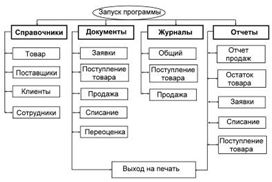 Запуск программы
Справочники
Товар
Поставщики
Клиенты
Сотрудники
Документы
Заявки
Поступление
товара
Продажа
Списание
Переоценка
Журналы
Общий
Поступление
товара
Продажа
Отчеты
Отчет
продаж
Остаток
товара
Заявки
Списание
Поступление
товара
Выход на печать